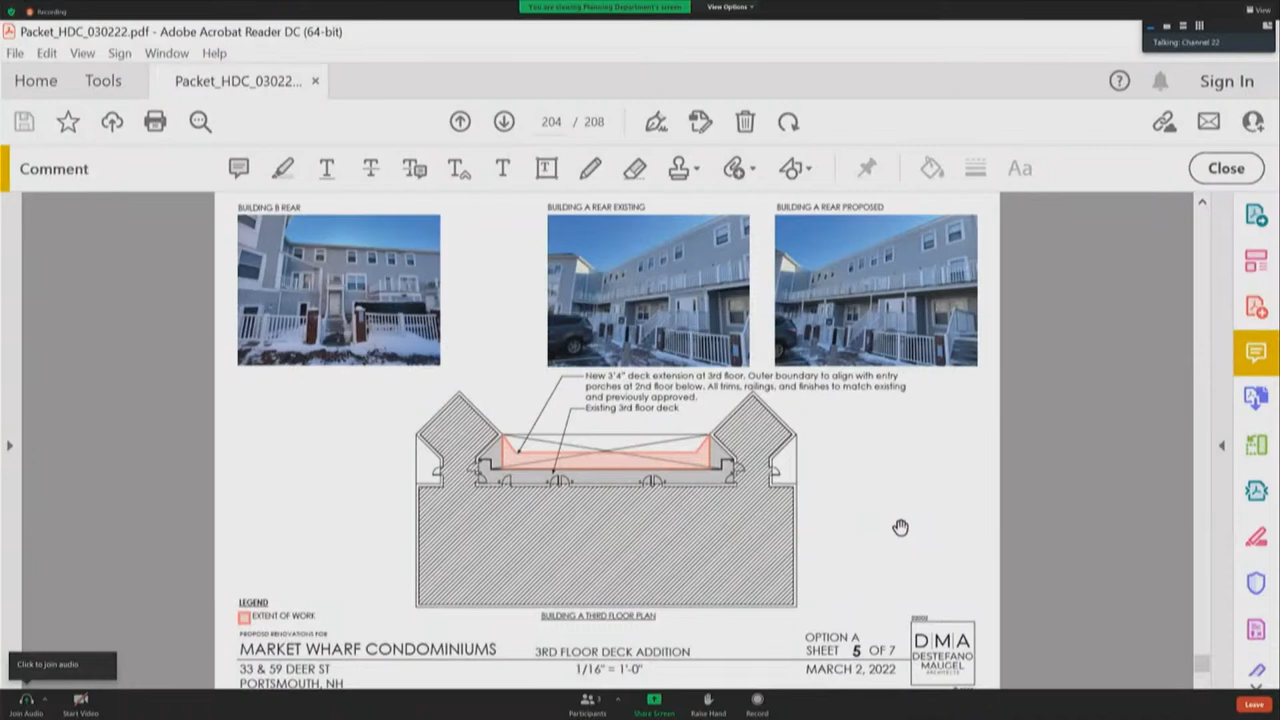 Recording
You are viewing Planning Department's screen
View Options
View
Packet_HDC_030222.pdf - Adobe Acrobat Reader DC (64-bit)
Talking: Channel 22
File Edit View Sign Window Help
Home Tools Packet_HDC_03022... × Sign In
204 / 208
Comment
Aa
Close
BUILDING B REAR
BUILDING A REAR EXISTING
BUILDING A REAR PROPOSED
New 3'4" deck extension at 3rd floor. Outer boundary to align with entry
porches at 2nd floor below. All trims, railings, and finishes to match existing
and previously approved.
Existing 3rd floor deck
LEGEND
EXTENT OF WORK
BUILDING A THIRD FLOOR PLAN
PROPOSED RENOVATIONS FOR
MARKET WHARF CONDOMINIUMS
3RD FLOOR DECK ADDITION
OPTION A
SHEET 5 OF 7
33 & 59 DEER ST
PORTSMOUTH, NH
1/16" = 1'-0"
MARCH 2, 2022
D M A
DESTEFANO
MAUGEL
ARCHITECTS
Click to join audio
Join Audio
Start Video
Participants
3
Share Screen
Raise Hand
Record
Leave